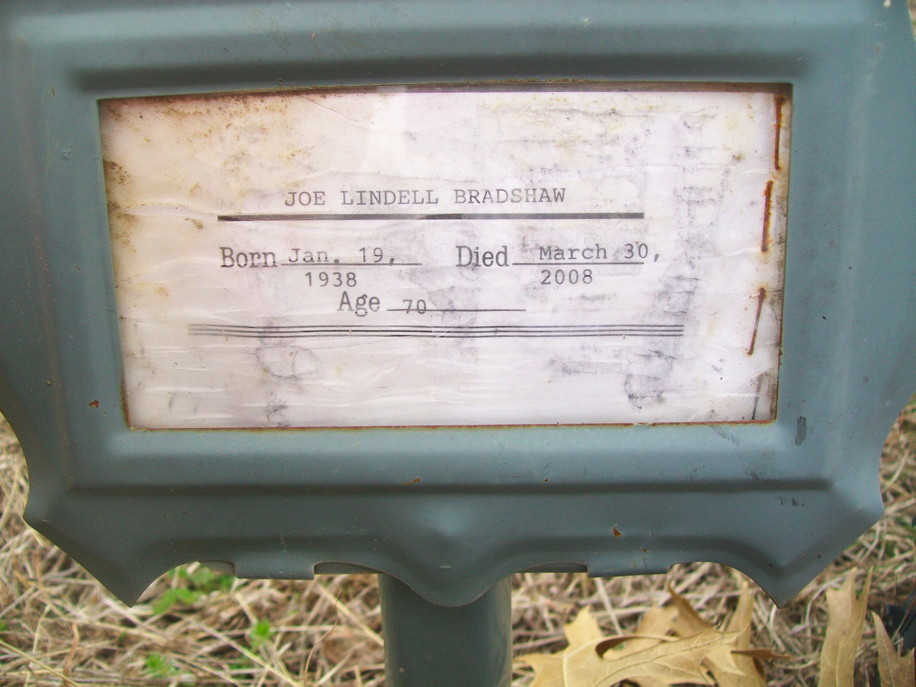 JOE LINDELL BRADSHAW
Born Jan. 19, Died March 30,
1938 2008
Age 70